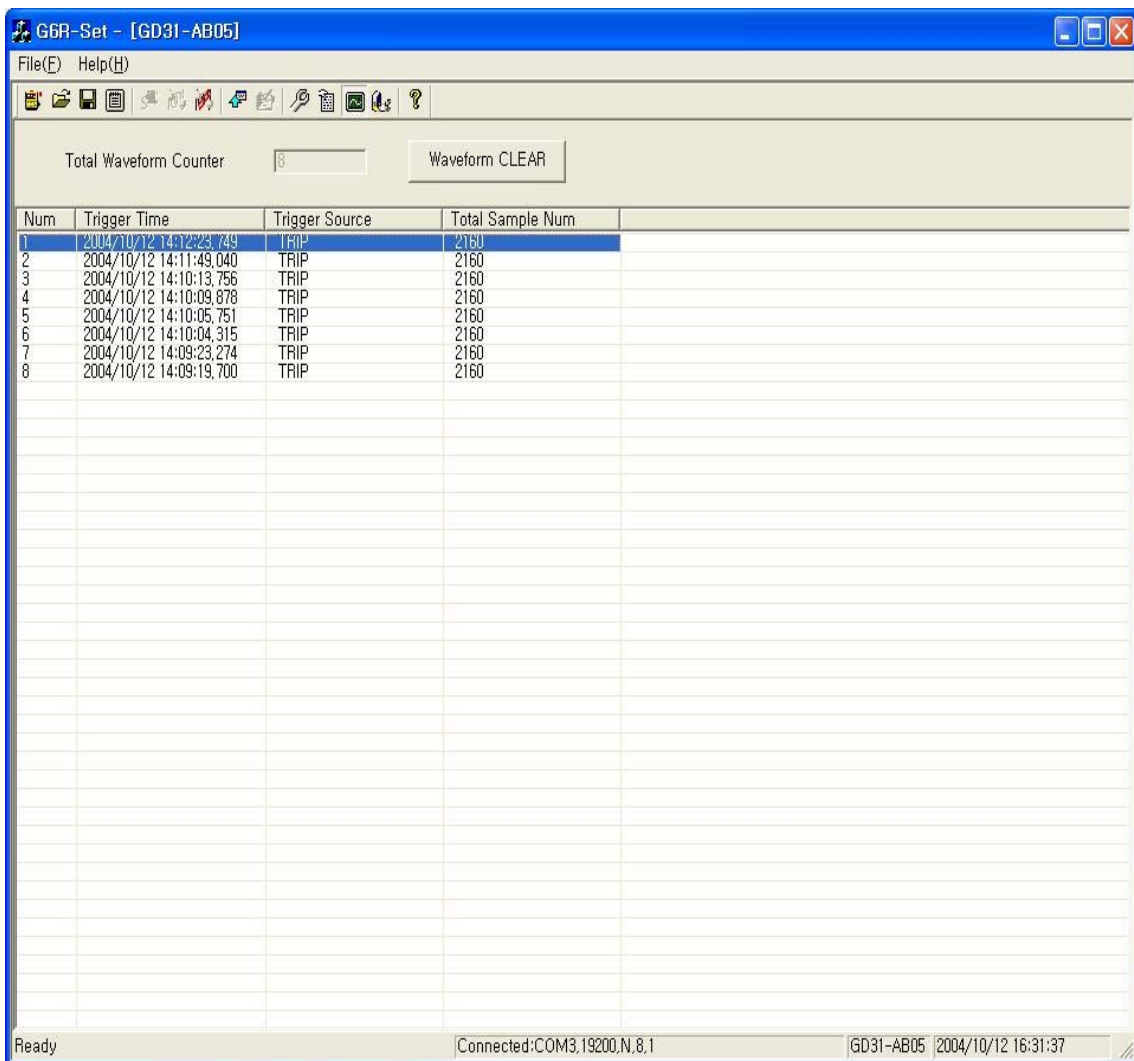 G6R-Set - [GD31-AB05]
File(F) Help(H)
Total Waveform Counter 8 Waveform CLEAR
Num Trigger Time Trigger Source Total Sample Num
1 2004/10/12 14:12:23,749 TRIP 2160
2 2004/10/12 14:11:49,040 TRIP 2160
3 2004/10/12 14:10:13,756 TRIP 2160
4 2004/10/12 14:10:09,878 TRIP 2160
5 2004/10/12 14:10:05,751 TRIP 2160
6 2004/10/12 14:10:04,315 TRIP 2160
7 2004/10/12 14:09:23,274 TRIP 2160
8 2004/10/12 14:09:19,700 TRIP 2160
Ready Connected:COM3,19200,N,8,1 GD31-AB05 2004/10/12 16:31:37